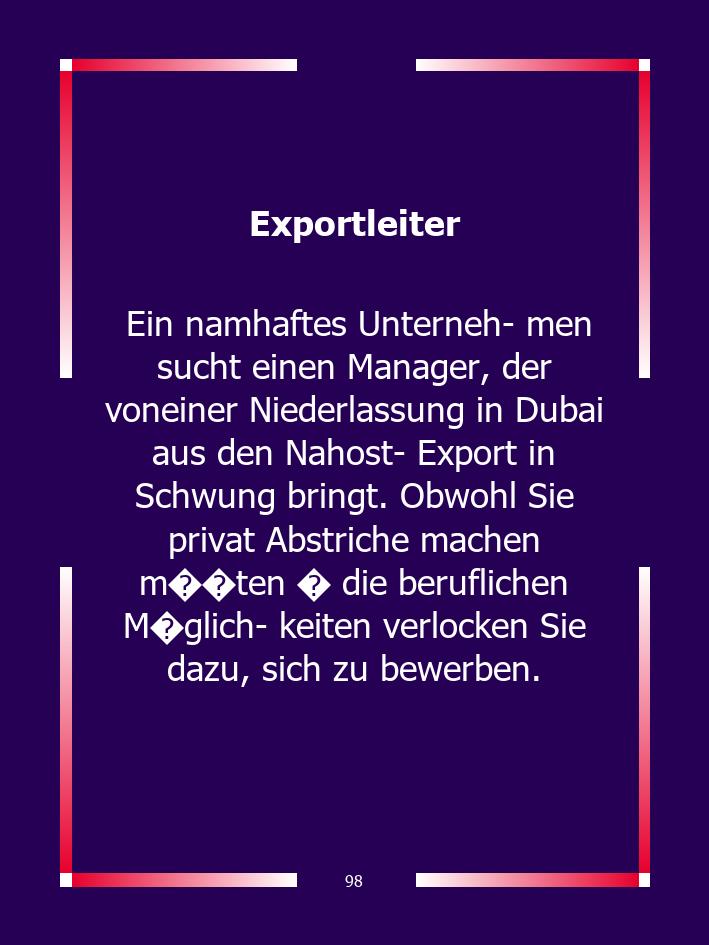 Exportleiter
Ein namhaftes Unterneh- men
sucht einen Manager, der
voneiner Niederlassung in Dubai
aus den Nahost- Export in
Schwung bringt. Obwohl Sie
privat Abstriche machen
m��ten � die beruflichen
M�glich- keiten verlocken Sie
dazu, sich zu bewerben.
98